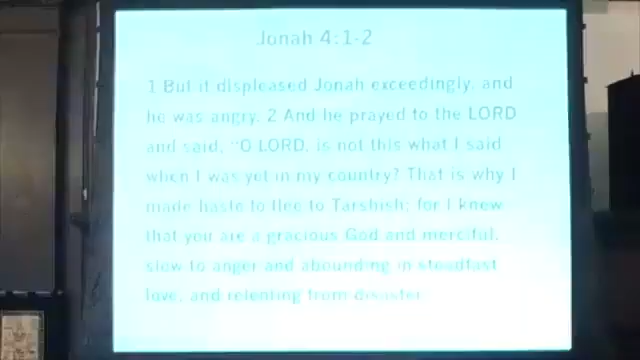 Jonah 4:1-2
1 But it displeased Jonah exceedingly, and
he was angry. 2 And he prayed to the LORD
and said, "O LORD, is not this what I said
when I was yet in my country? That is why I
made haste to flee to Tarshish; for I knew
that you are a gracious God and merciful,
slow to anger and abounding in steadfast
love, and relenting from disaster.